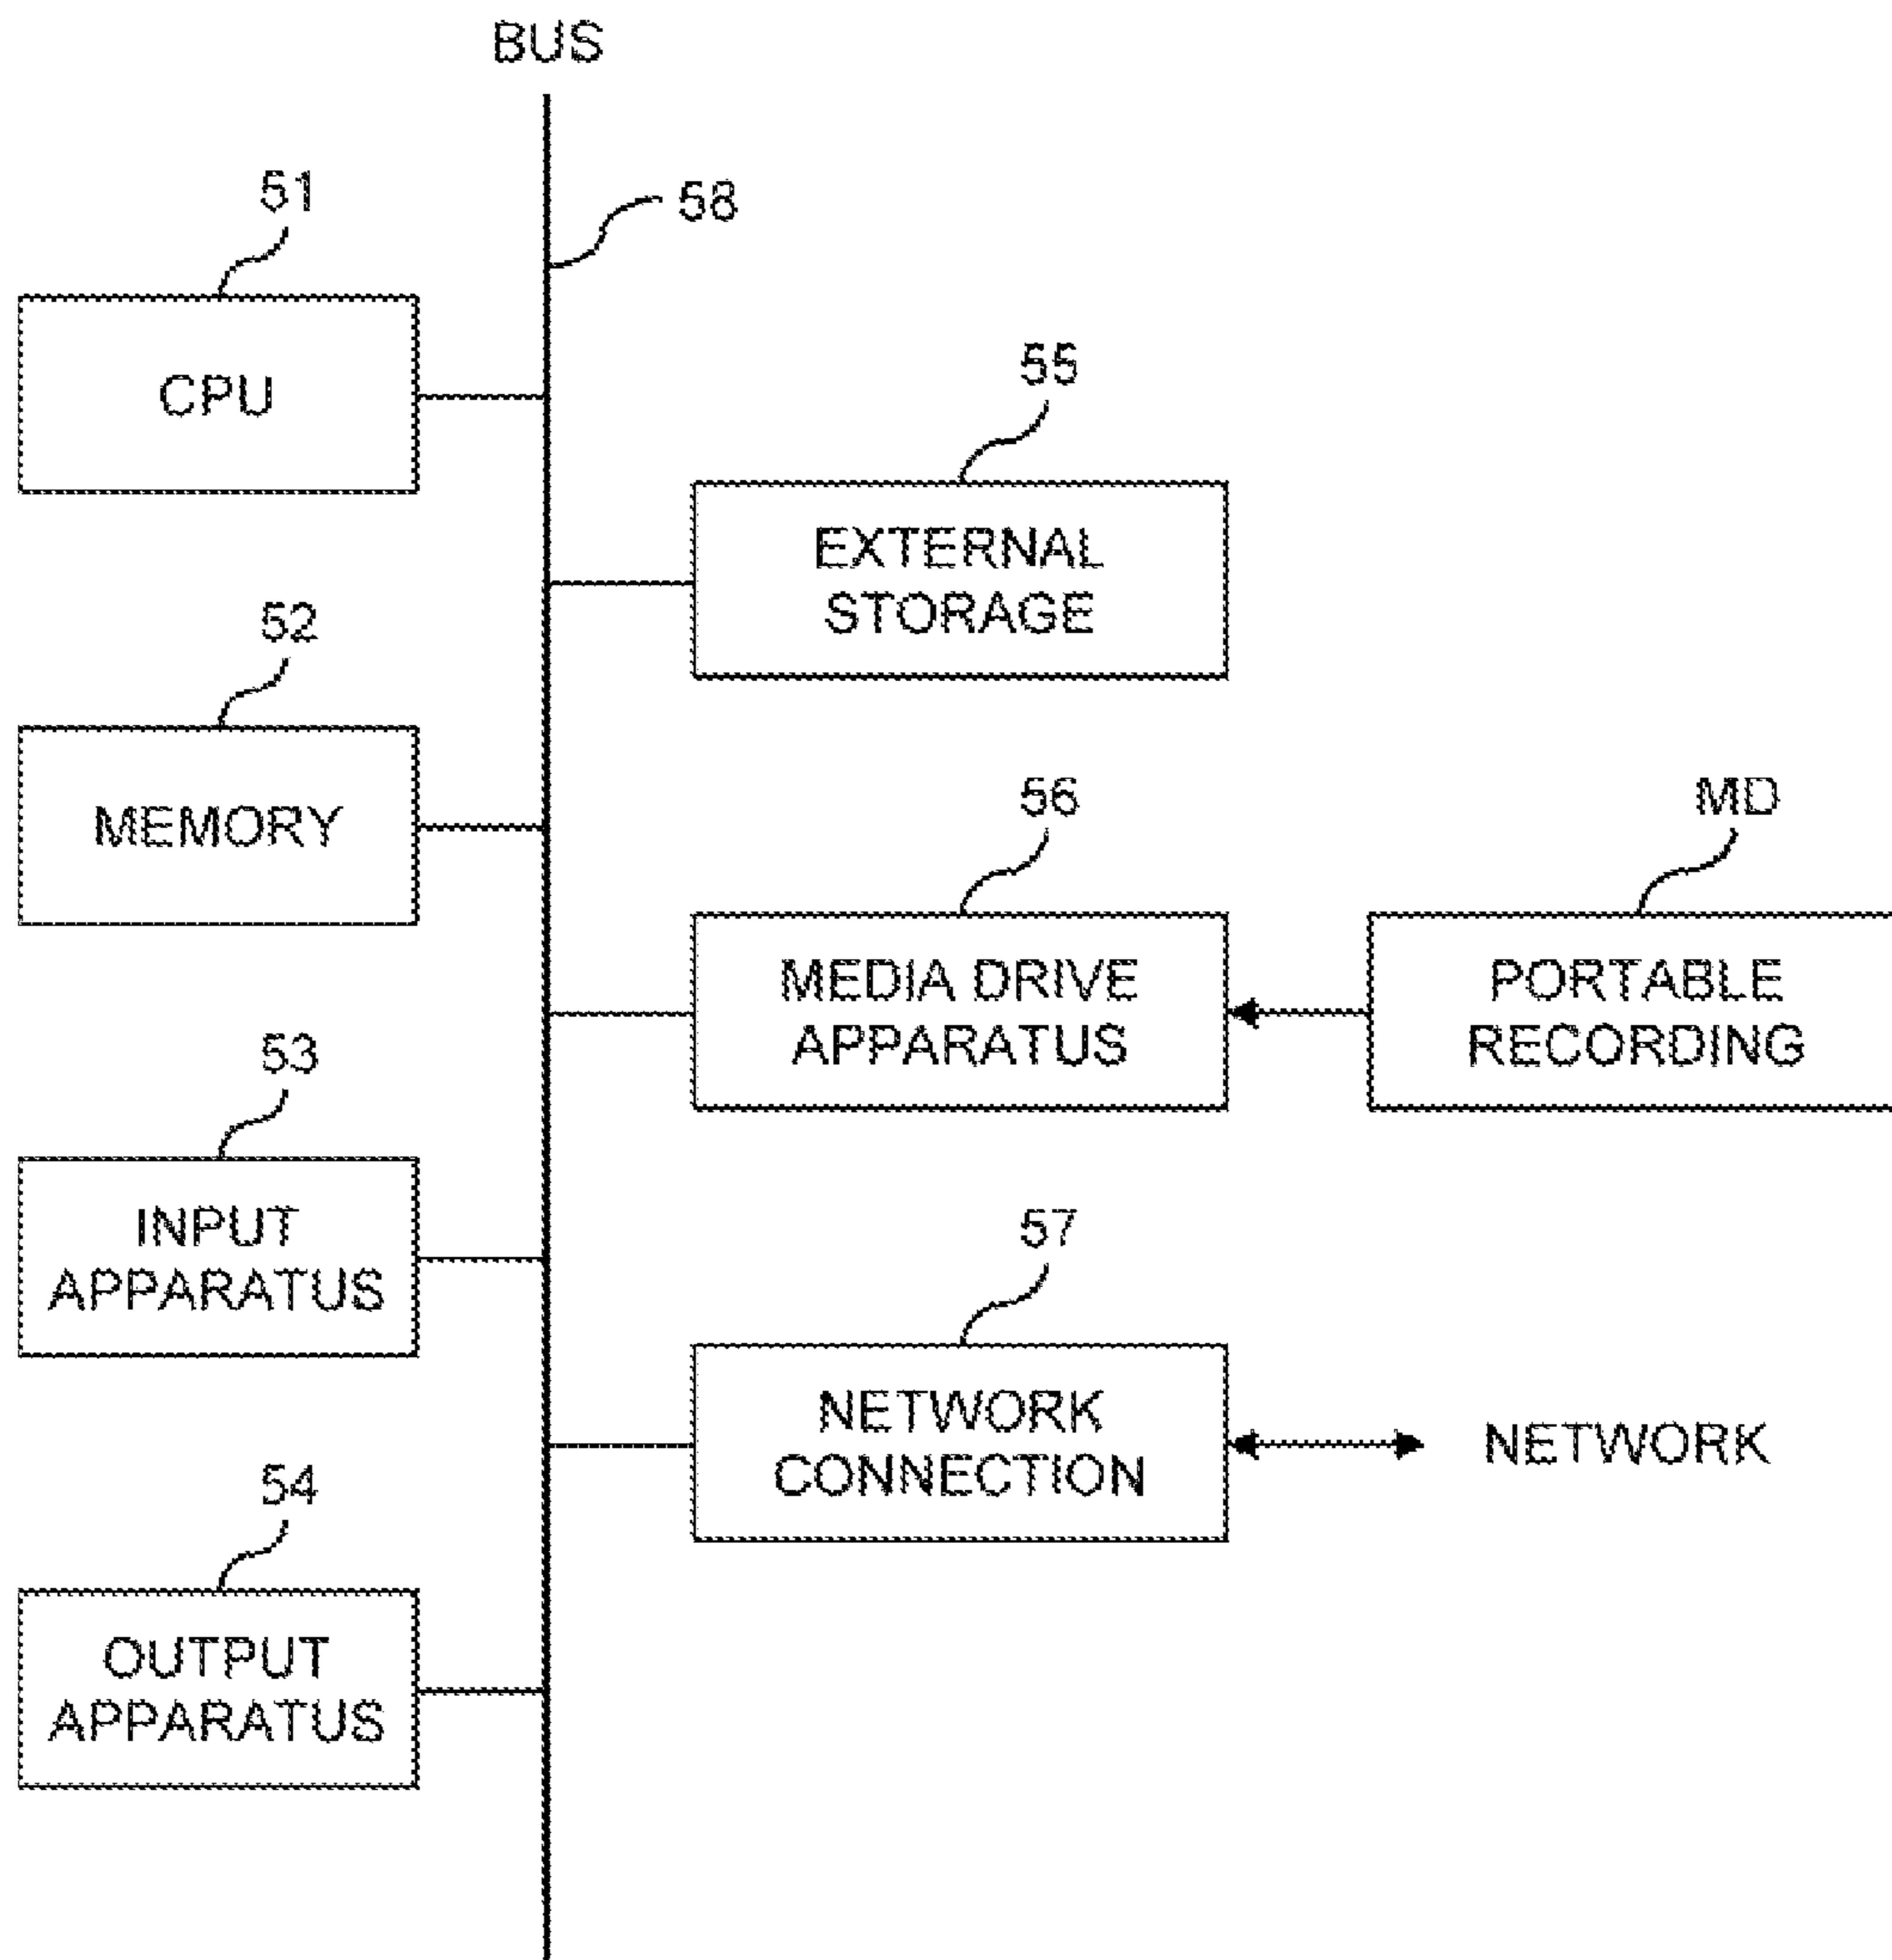 BUS
51
58
CPU
55
EXTERNAL
STORAGE
52
MEMORY
56
MD
MEDIA DRIVE
APPARATUS
PORTABLE
RECORDING
53
INPUT
APPARATUS
57
NETWORK
CONNECTION
NETWORK
54
OUTPUT
APPARATUS